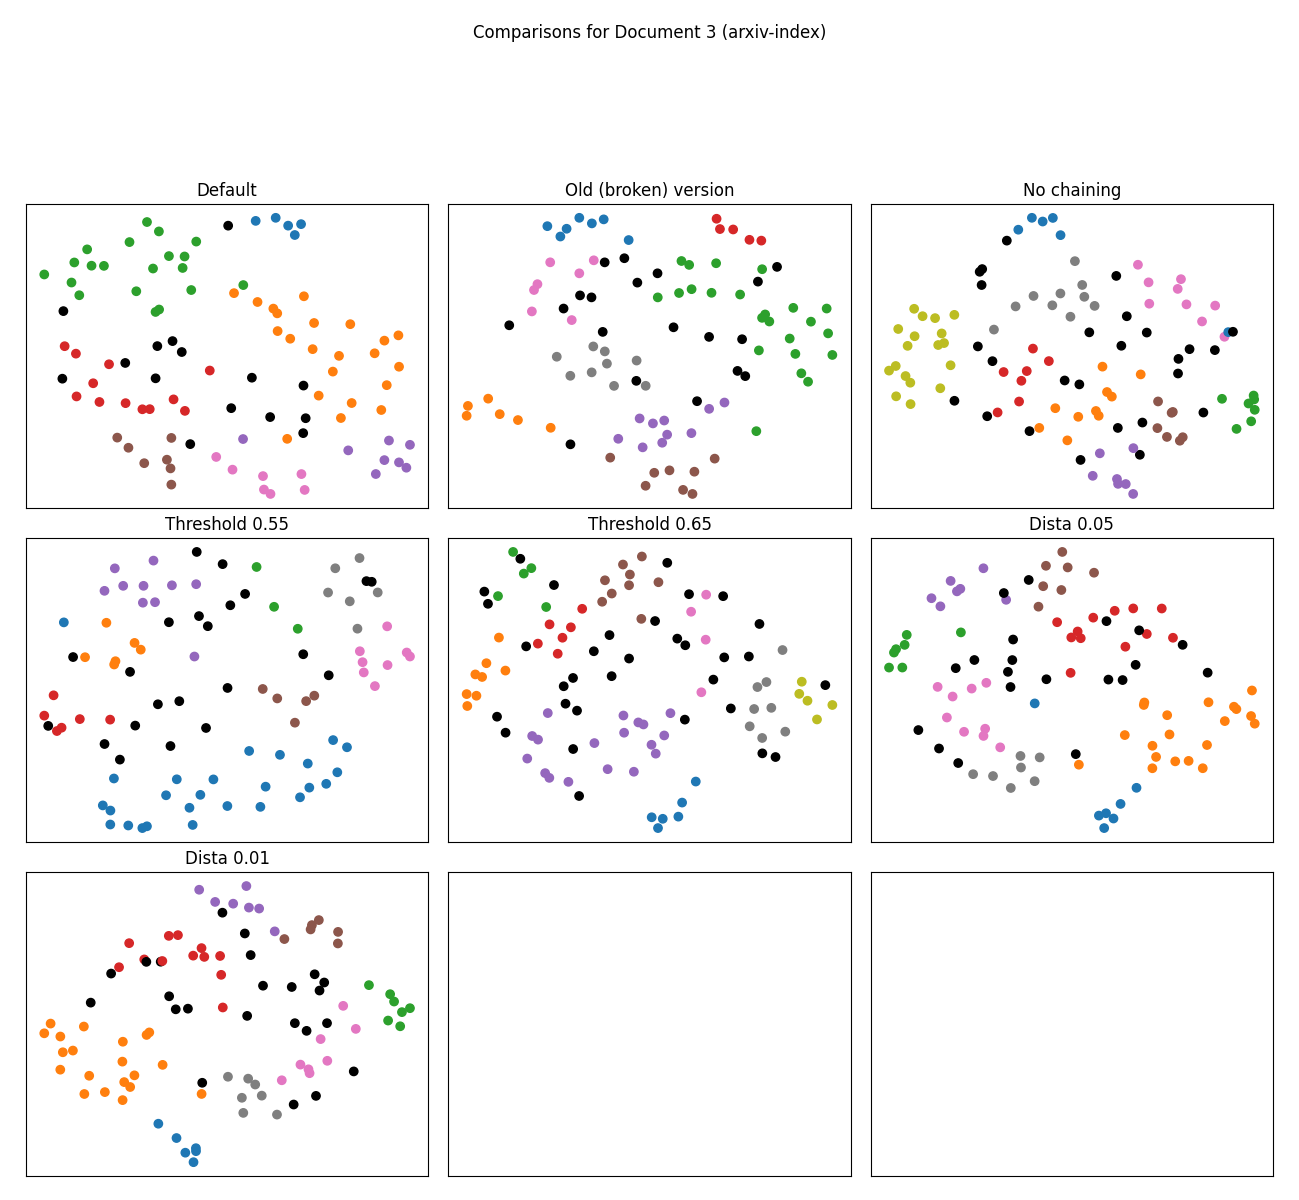 Comparisons for Document 3 (arxiv-index)
Default
Old (broken) version
No chaining
Threshold 0.55
Threshold 0.65
Dista 0.05
Dista 0.01